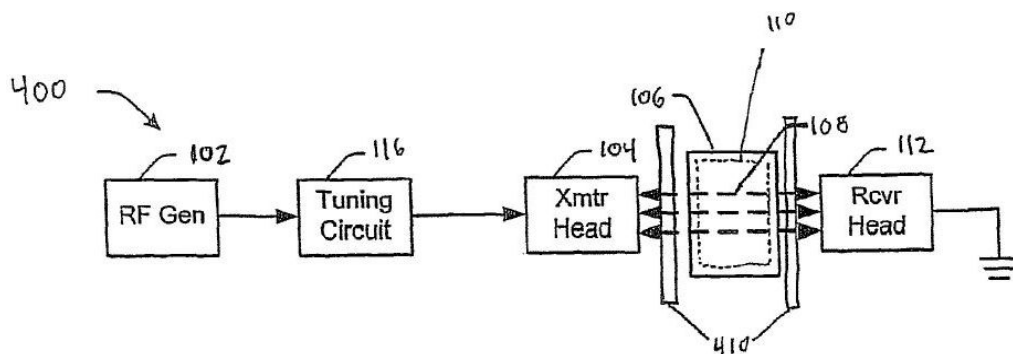 110
400
106
108
102
116
104
112
RF Gen
Tuning
Circuit
Xmtr
Head
Rcvr
Head
410